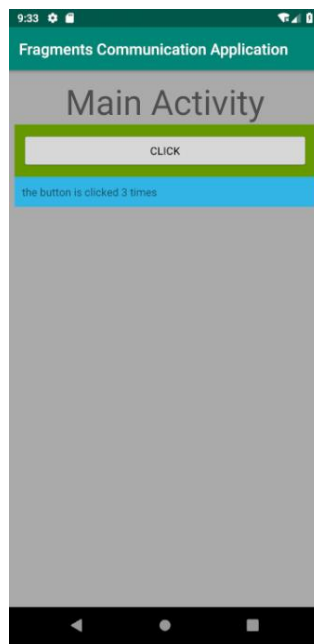 9:33
Fragments Communication Application
Main Activity
CLICK
the button is clicked 3 times